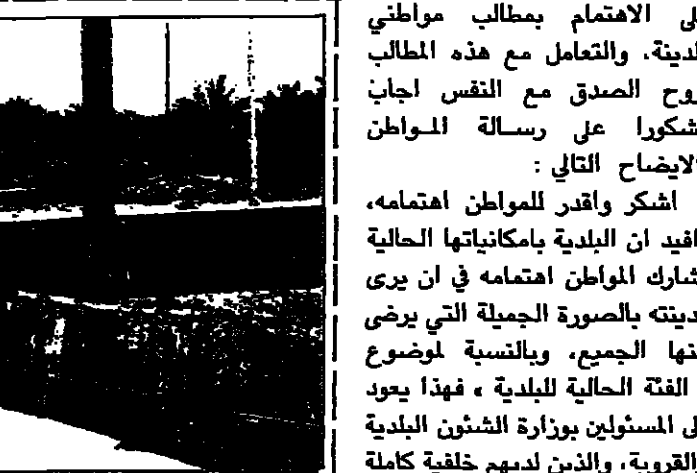 لى الاهتمام بمطالب مواطني
لدينة، والتعامل مع هذه المطالب
روح الصدق مع النفس اجاب
شكورا على رسالة المواطن
لايضاح التالي :
اشكر واقدر للمواطن اهتمامه،
افيد ان البلدية بامكانياتها الحالية
شارك المواطن اهتمامه في ان يرى
دينته بالصورة الجميلة التي يرضى
نها الجميع، وبالنسبة لموضوع
الفئة الحالية للبلدية » فهذا يعود
لى المسئولين بوزارة الشئون البلدية
القروية، والذين لديهم خلفية كاملة